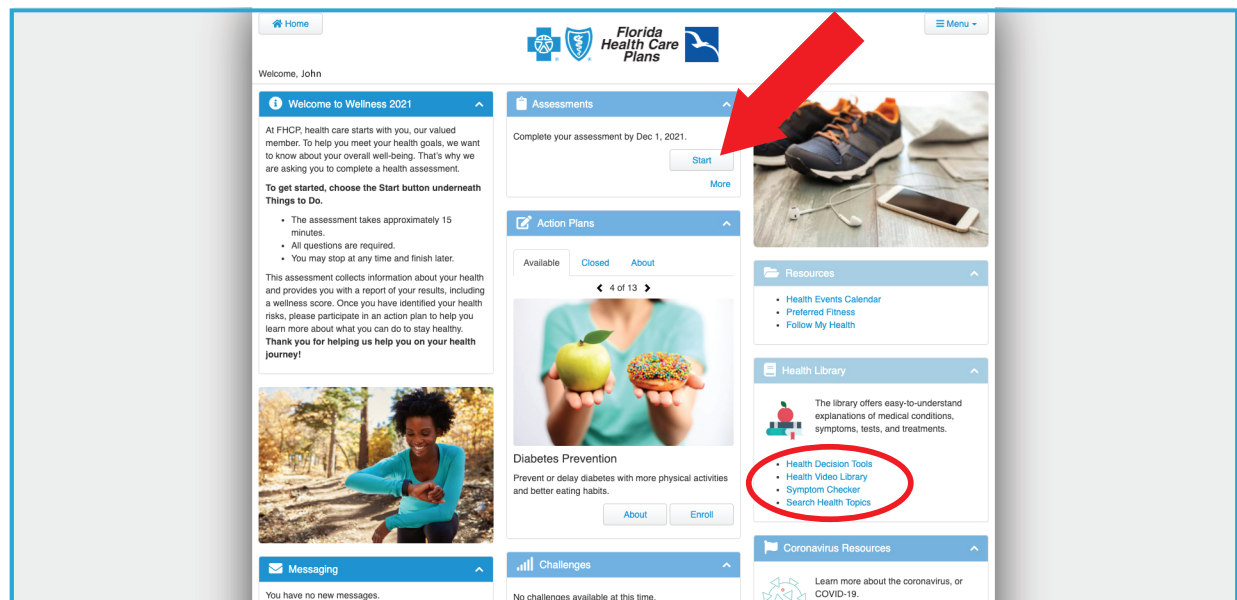 Home
Florida
Health Care
Plans
Menu
Welcome, John
Welcome to Wellness 2021
At FHCP, health care starts with you, our valued
member. To help you meet your health goals, we want
to know about your overall well-being. That's why we
are asking you to complete a health assessment.
To get started, choose the Start button underneath
Things to Do.
• The assessment takes approximately 15
minutes.
• All questions are required.
• You may stop at any time and finish later.
This assessment collects information about your health
and provides you with a report of your results, including
a wellness score. Once you have identified your health
risks, please participate in an action plan to help you
learn more about what you can do to stay healthy.
Thank you for helping us help you on your health
journey!
Messaging
You have no new messages.
Assessments
Complete your assessment by Dec 1, 2021.
Start
More
Action Plans
Available Closed About
4 of 13
Diabetes Prevention
Prevent or delay diabetes with more physical activities
and better eating habits.
About Enroll
Challenges
No challenges available at this time.
Resources
• Health Events Calendar
• Preferred Fitness
• Follow My Health
Health Library
The library offers easy-to-understand
explanations of medical conditions,
symptoms, tests, and treatments.
• Health Decision Tools
• Health Video Library
• Symptom Checker
• Search Health Topics
Coronavirus Resources
Learn more about the coronavirus, or
COVID-19.